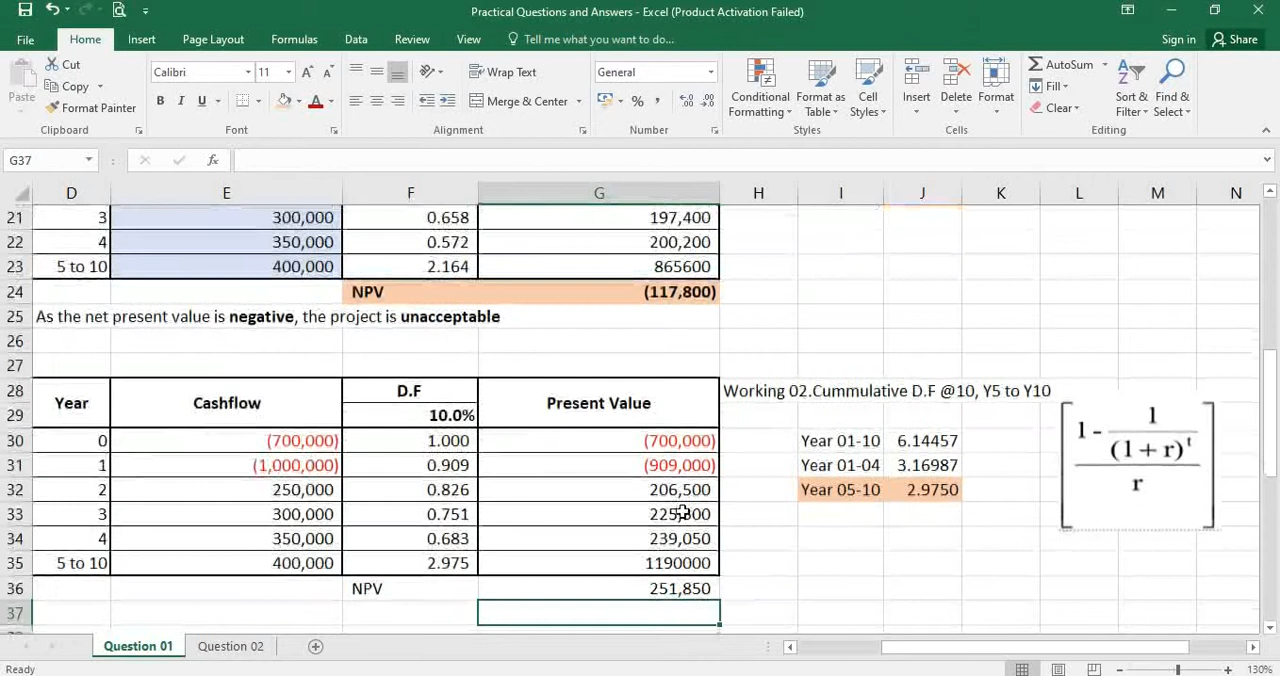 Practical Questions and Answers - Excel (Product Activation Failed)
File Home Insert Page Layout Formulas Data Review View Tell me what you want to do... Sign in Share
Cut
Copy
Format Painter
Paste
Clipboard
Calibri 11
B I U
Font
Wrap Text
Merge & Center
Alignment
General
%
Number
Conditional Formatting
Format as Table
Cell Styles
Styles
Insert Delete Format
Cells
AutoSum
Fill
Clear
Sort & Filter
Find & Select
Editing
G37 fx
D E F G H I J K L M N
21 3 300,000 0.658 197,400
22 4 350,000 0.572 200,200
23 5 to 10 400,000 2.164 865600
24 NPV (117,800)
25 As the net present value is negative, the project is unacceptable
26
27
28 Year Cashflow D.F Present Value Working 02.Cummulative D.F @10, Y5 to Y10
29 10.0%
30 0 (700,000) 1.000 (700,000) Year 01-10 6.14457
31 1 (1,000,000) 0.909 (909,000) Year 01-04 3.16987
32 2 250,000 0.826 206,500 Year 05-10 2.9750
33 3 300,000 0.751
34 4 350,000 0.683 239,050
35 5 to 10 400,000 2.975 1190000
36 NPV 251,850
37
1 - 1
(1 + r)ᵗ
r
Question 01 Question 02
Ready 130%